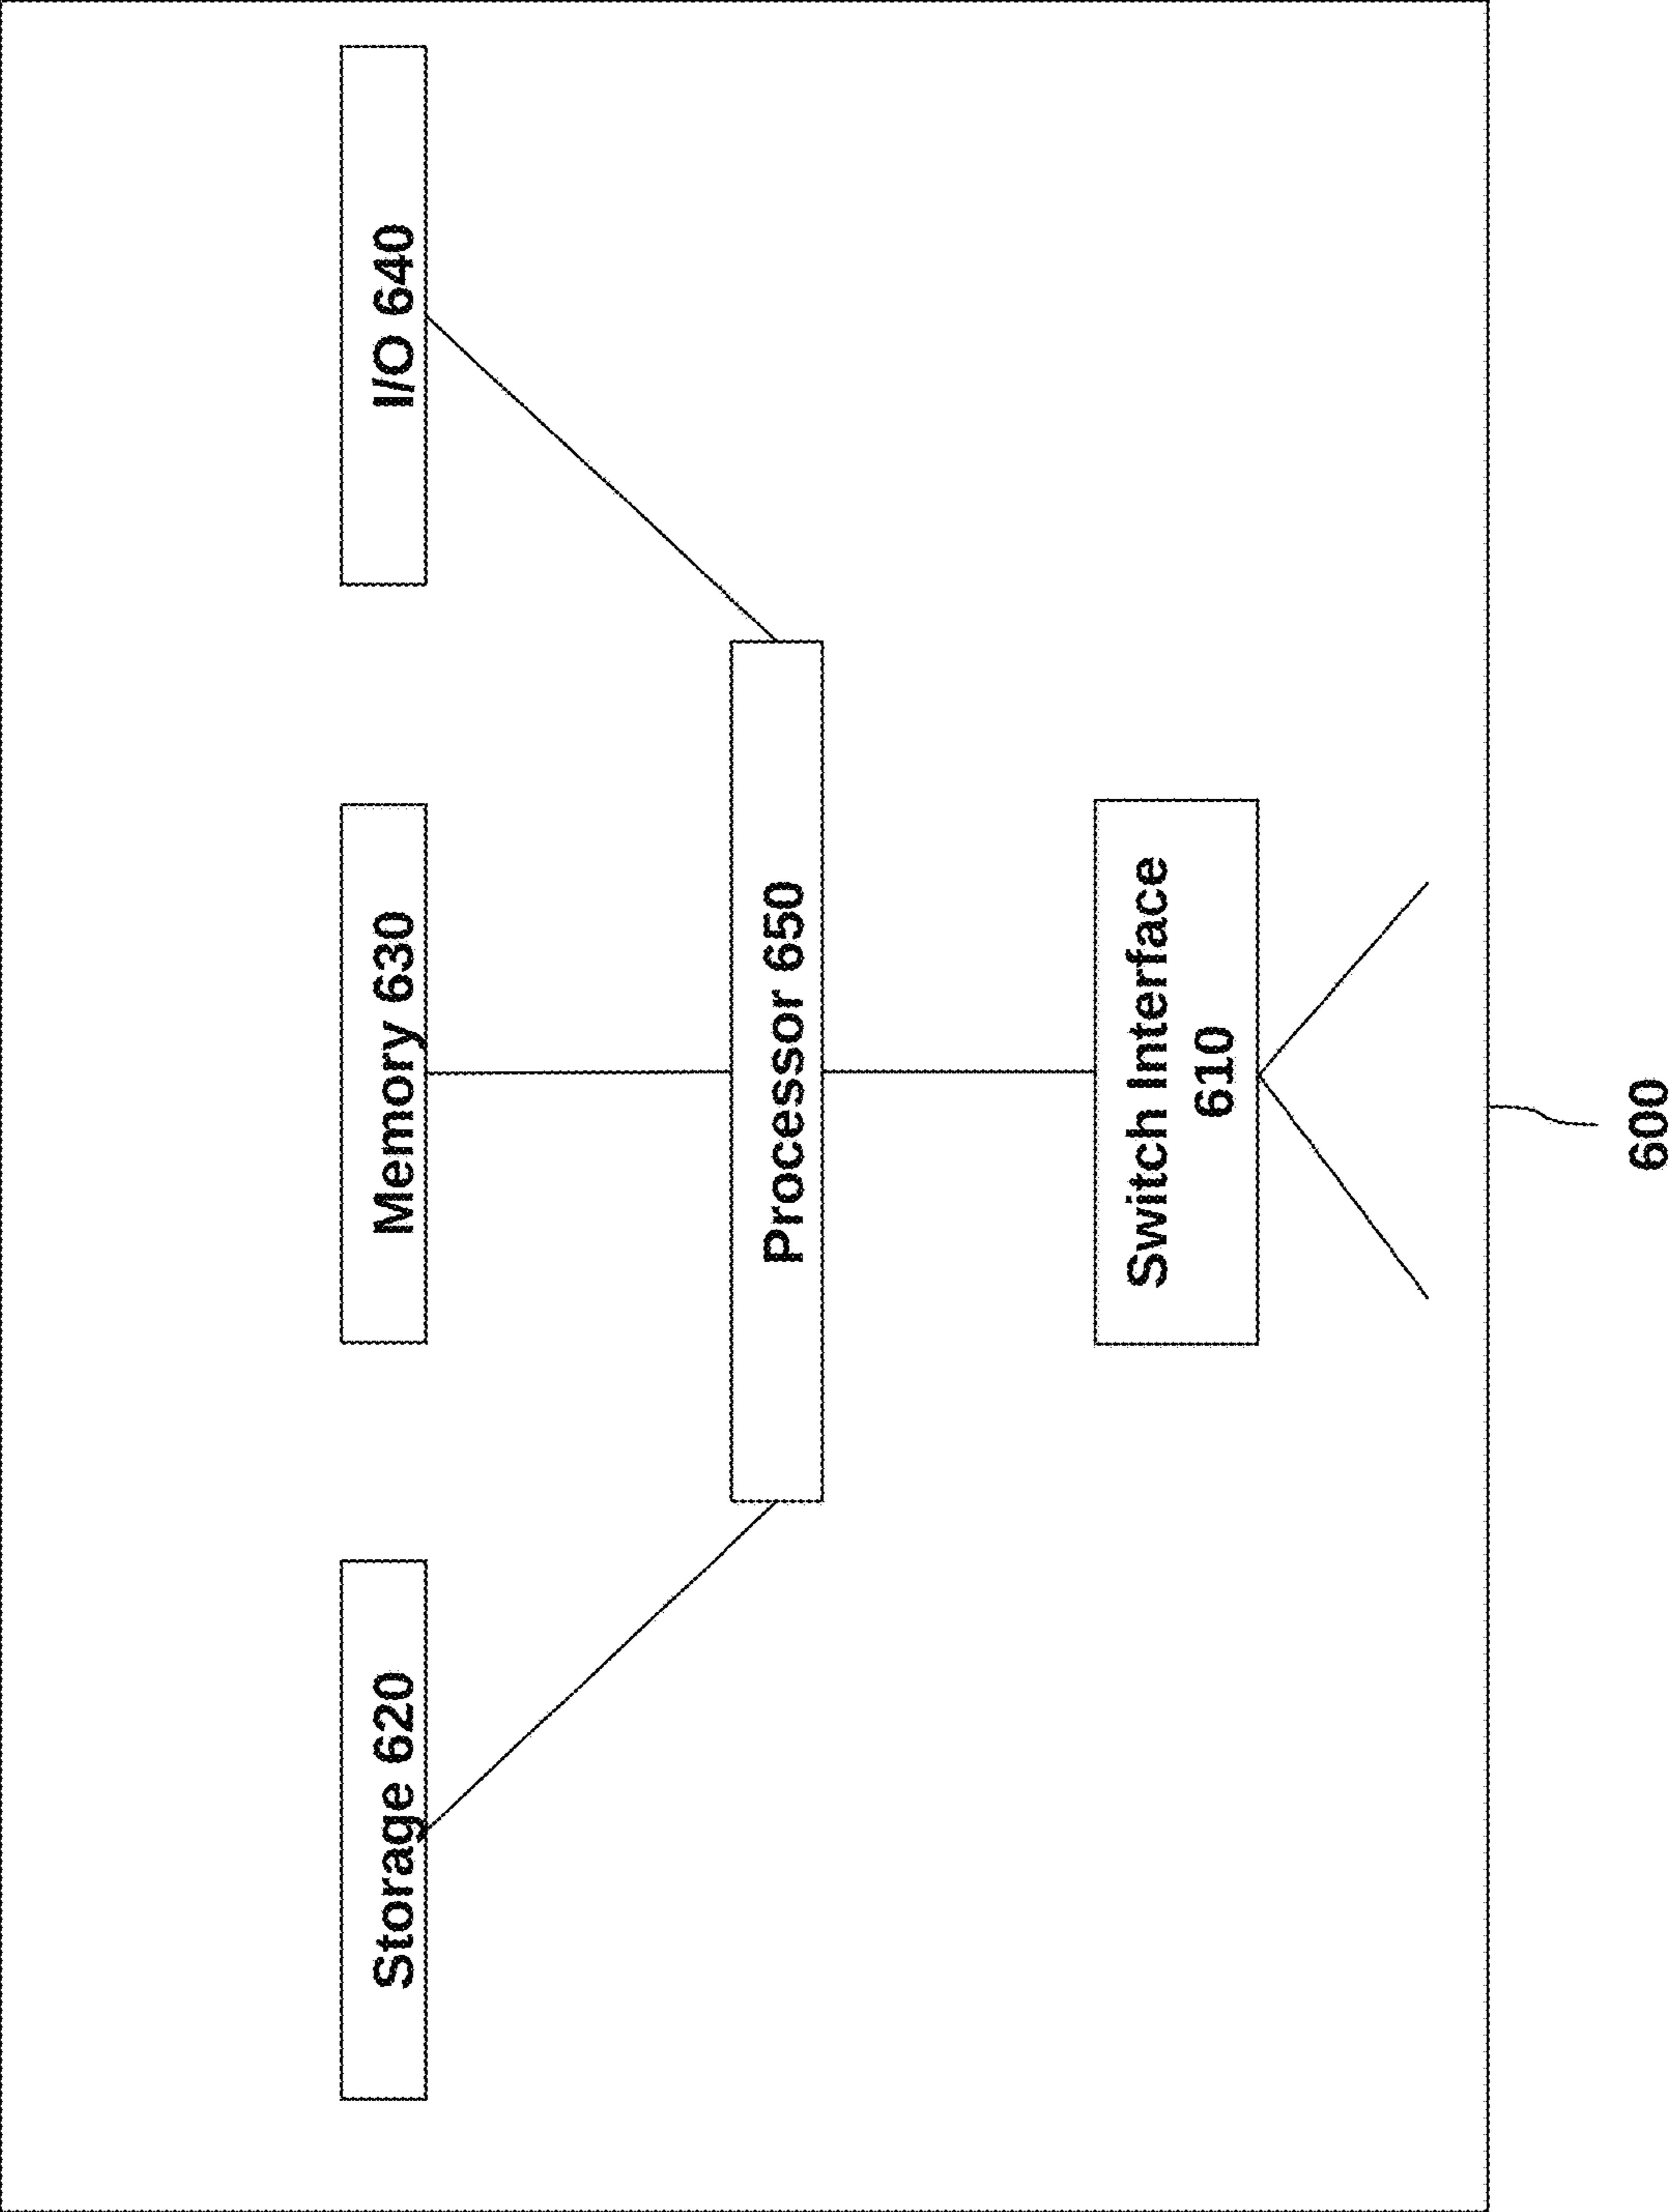 Storage 620
Memory 630
I/O 640
Processor 650
Switch Interface
610
600